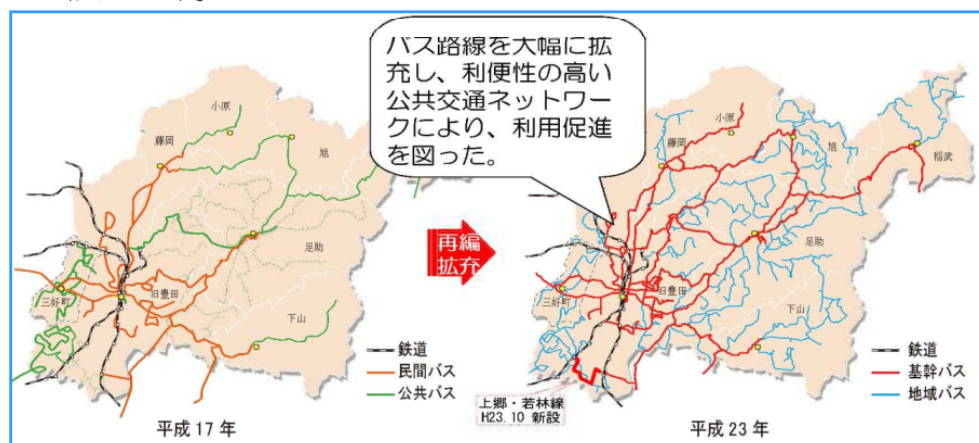 バス路線を大幅に拡
充し、利便性の高い
公共交通ネットワー
クにより、利用促進
を図った。
小原
藤岡
旭
足助
三好町
旧豊田
下山
鉄道
民間バス
公共バス
平成17年
再編
拡充
小原
藤岡
旭
稲武
足助
三好町
旧豊田
下山
鉄道
基幹バス
地域バス
上郷・若林線
H23.10 新設
平成23年